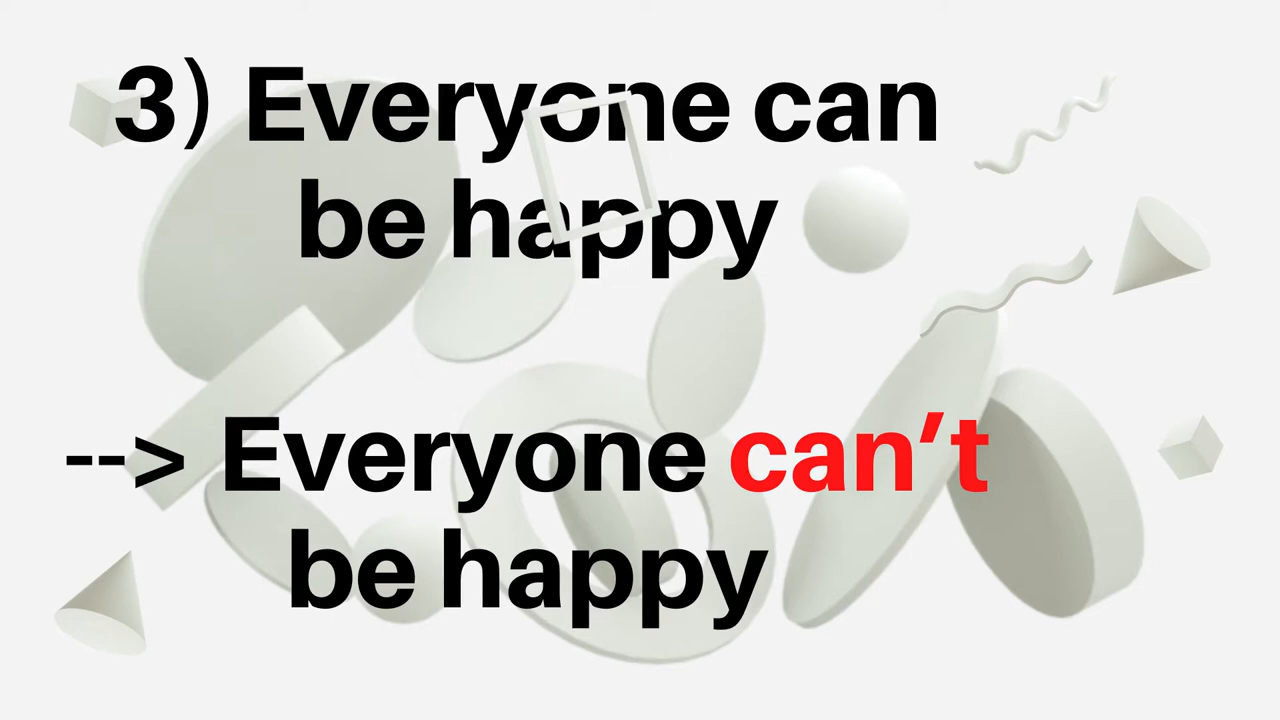 3) Everyone can
be happy
--> Everyone can’t
be happy